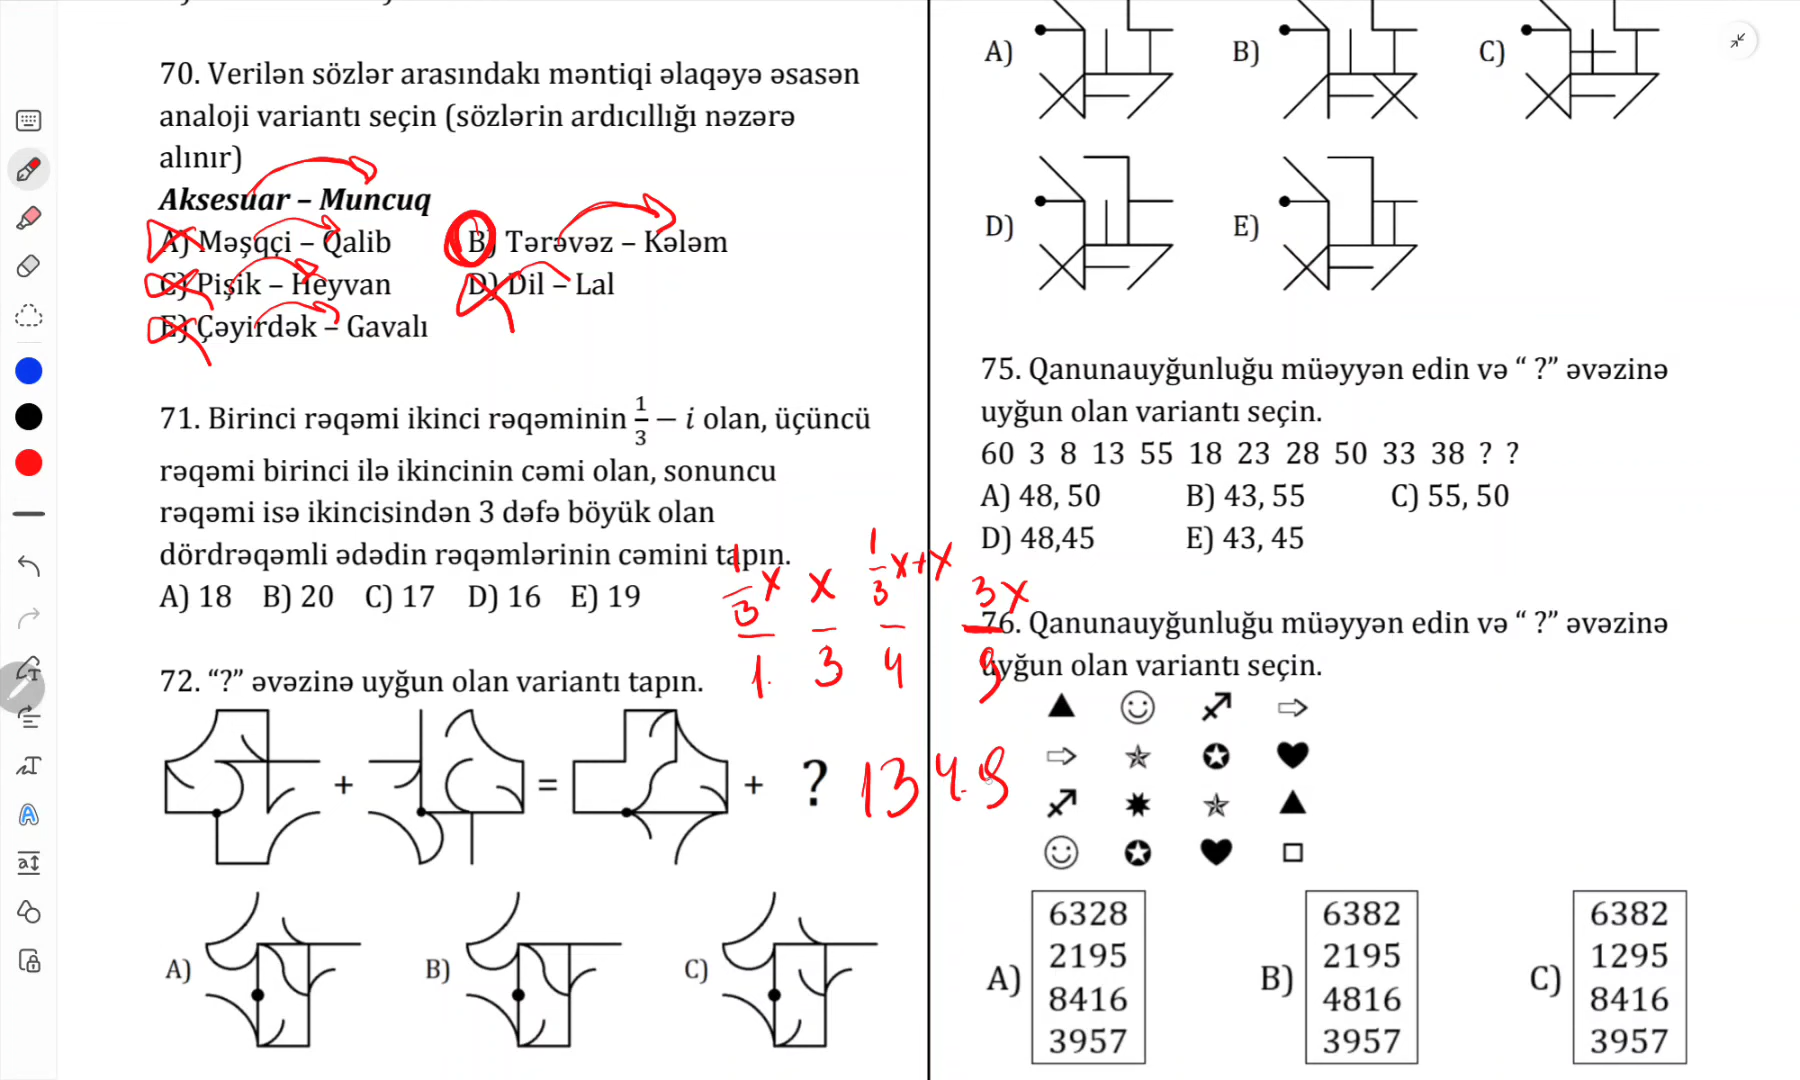 70. Verilən sözlər arasındakı məntiqi əlaqəyə əsasən
analoji variantı seçin (sözlərin ardıcıllığı nəzərə
alınır)
Aksesuar – Muncuq
A) Məşqçi – Qalib B) Tərəvəz – Kələm
C) Pişik – Heyvan D) Dil – Lal
E) Çəyirdək – Gavalı
71. Birinci rəqəmi ikinci rəqəminin 1/3 – i olan, üçüncü
rəqəmi birinci ilə ikincinin cəmi olan, sonuncu
rəqəmi isə ikincisindən 3 dəfə böyük olan
dördrəqəmli ədədin rəqəmlərinin cəmini tapın.
A) 18 B) 20 C) 17 D) 16 E) 19
1/3 x x 1/3 x+x 3x
1 3 4 9
72. “?” əvəzinə uyğun olan variantı tapın.
+ = + ?
1349
A) B) C)
A) B) C)
D) E)
75. Qanunauyğunluğu müəyyən edin və “ ?” əvəzinə
uyğun olan variantı seçin.
60 3 8 13 55 18 23 28 50 33 38 ? ?
A) 48, 50 B) 43, 55 C) 55, 50
D) 48,45 E) 43, 45
76. Qanunauyğunluğu müəyyən edin və “ ?” əvəzinə
uyğun olan variantı seçin.
A) 6328 2195 8416 3957
B) 6382 2195 4816 3957
C) 6382 1295 8416 3957